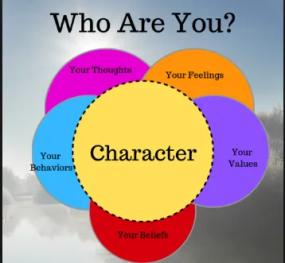 Who Are You?
Your Thoughts
Your Feelings
Character
Your
Behaviors
Your
Values
Your Beliefs